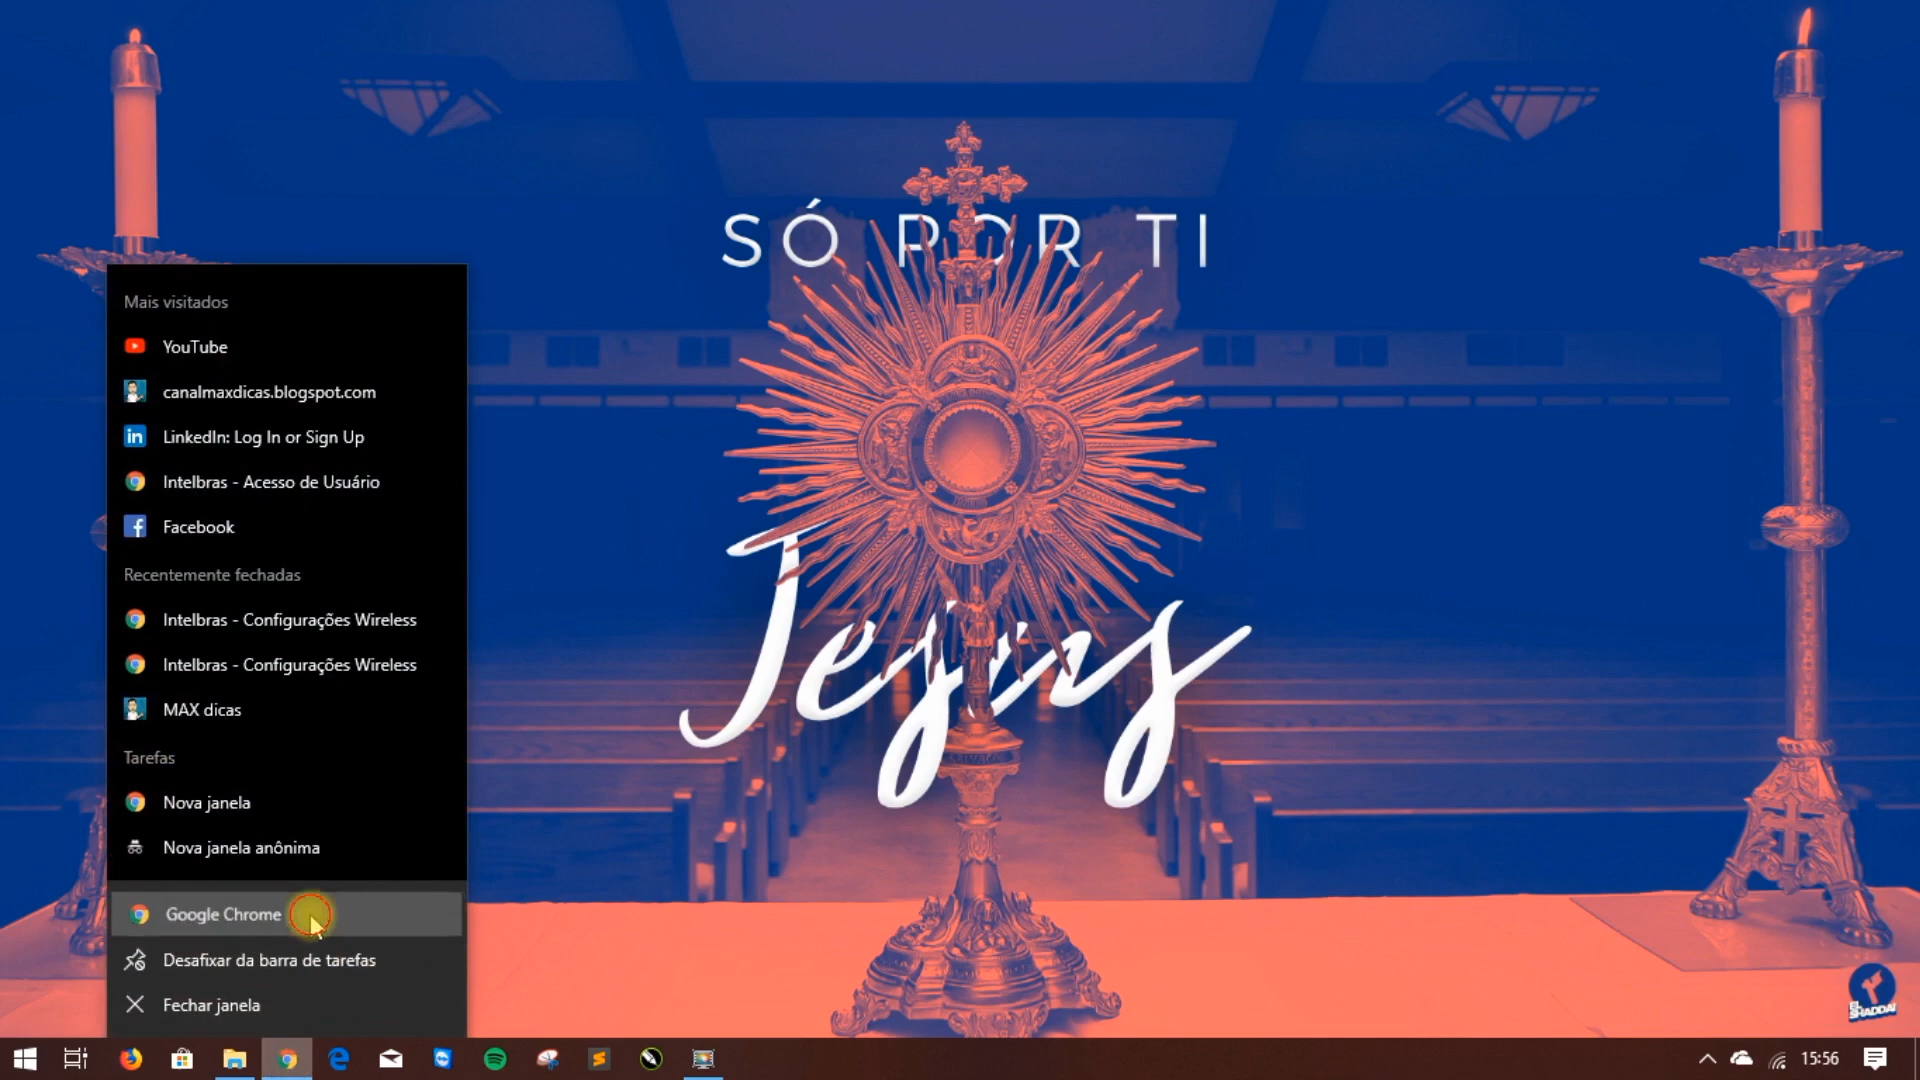 SÓ POR TI
Jesus
Mais visitados
YouTube
canalmaxdicas.blogspot.com
LinkedIn: Log In or Sign Up
Intelbras - Acesso de Usuário
Facebook
Recentemente fechadas
Intelbras - Configurações Wireless
Intelbras - Configurações Wireless
MAX dicas
Tarefas
Nova janela
Nova janela anônima
Google Chrome
Desafixar da barra de tarefas
Fechar janela
EL SHADDAI
15:56